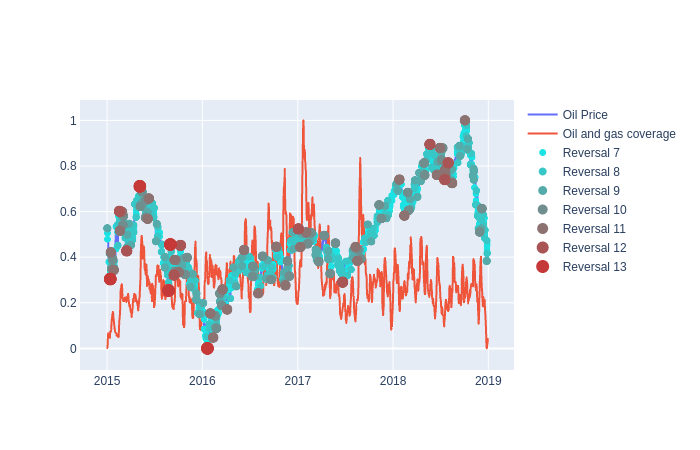 1
0.8
0.6
0.4
0.2
0
2015
2016
2017
2018
2019
Oil Price
Oil and gas coverage
Reversal 7
Reversal 8
Reversal 9
Reversal 10
Reversal 11
Reversal 12
Reversal 13